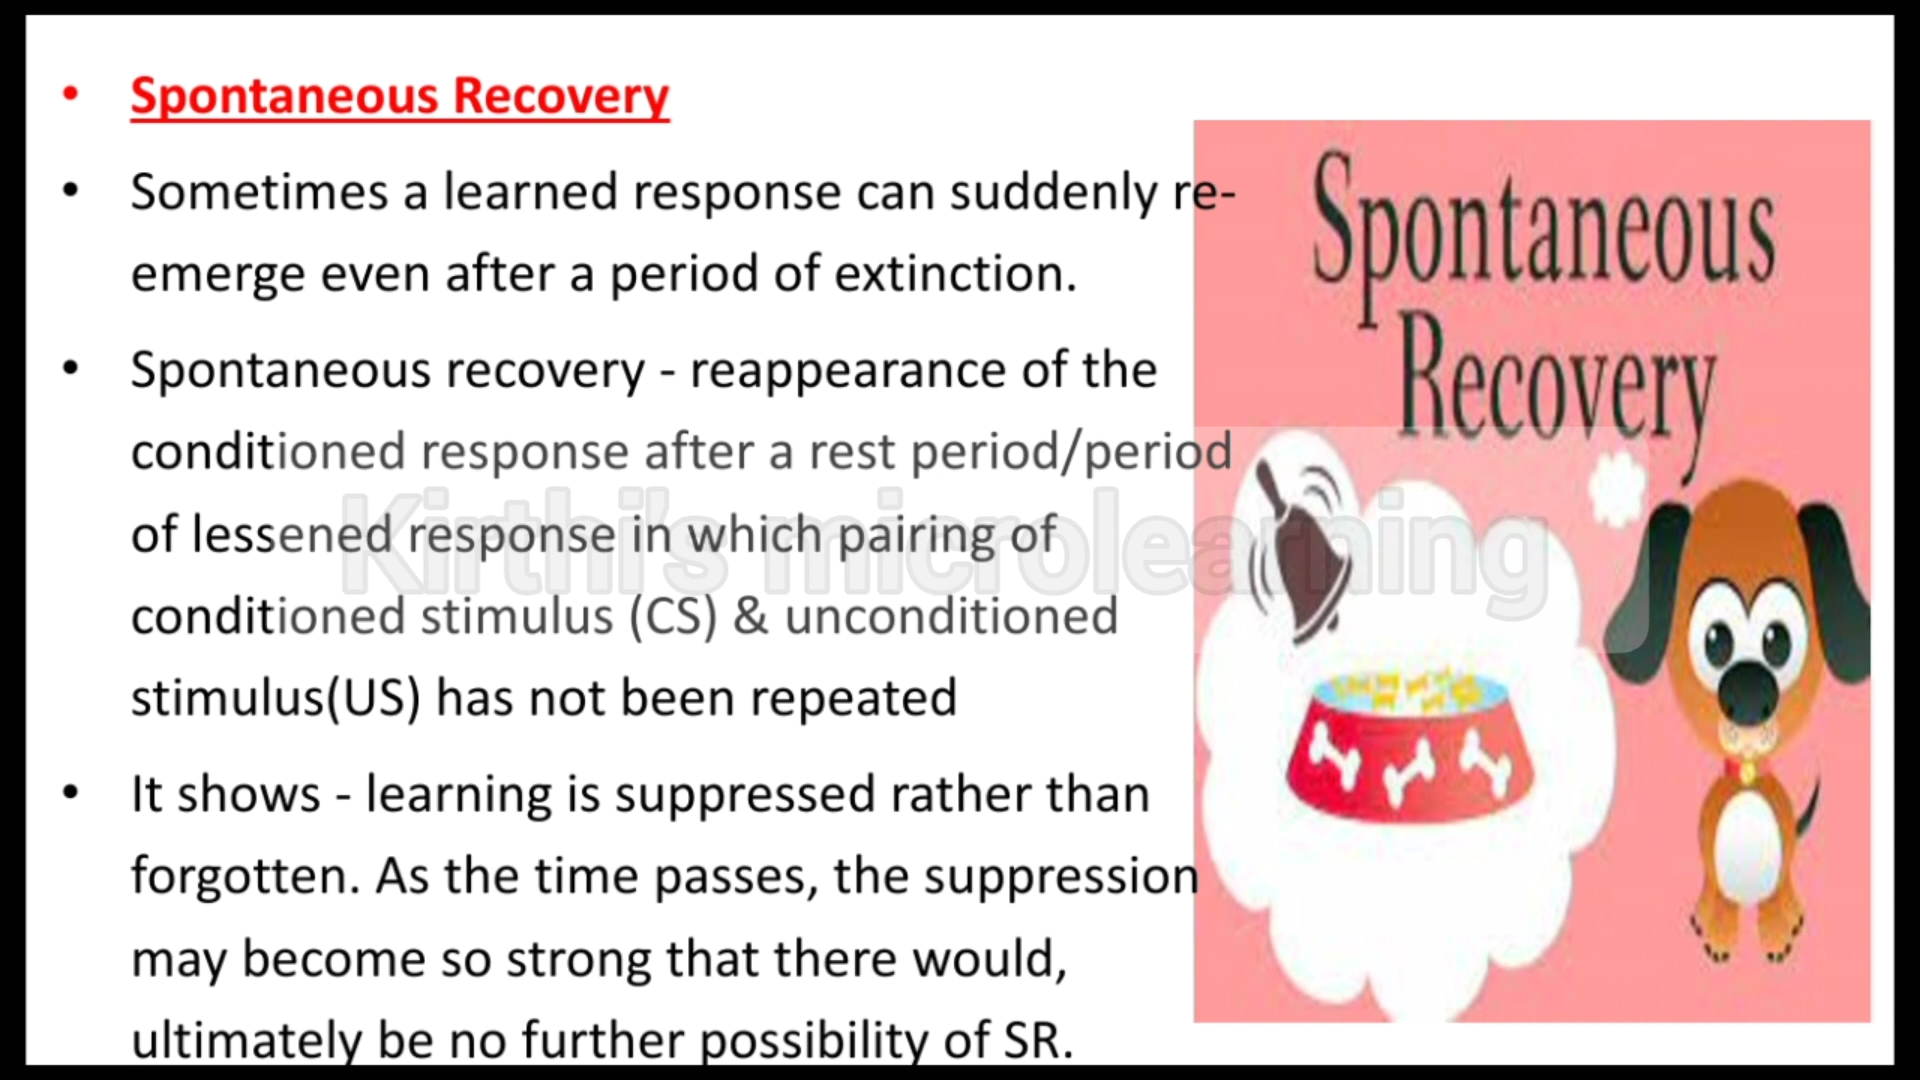 • Spontaneous Recovery
• Sometimes a learned response can suddenly re-
emerge even after a period of extinction.
• Spontaneous recovery - reappearance of the
conditioned response after a rest period/period
of lessened response in which pairing of
conditioned stimulus (CS) & unconditioned
stimulus(US) has not been repeated
• It shows - learning is suppressed rather than
forgotten. As the time passes, the suppression
may become so strong that there would,
ultimately be no further possibility of SR.
Spontaneous
Recovery
Kirthi's microlearning